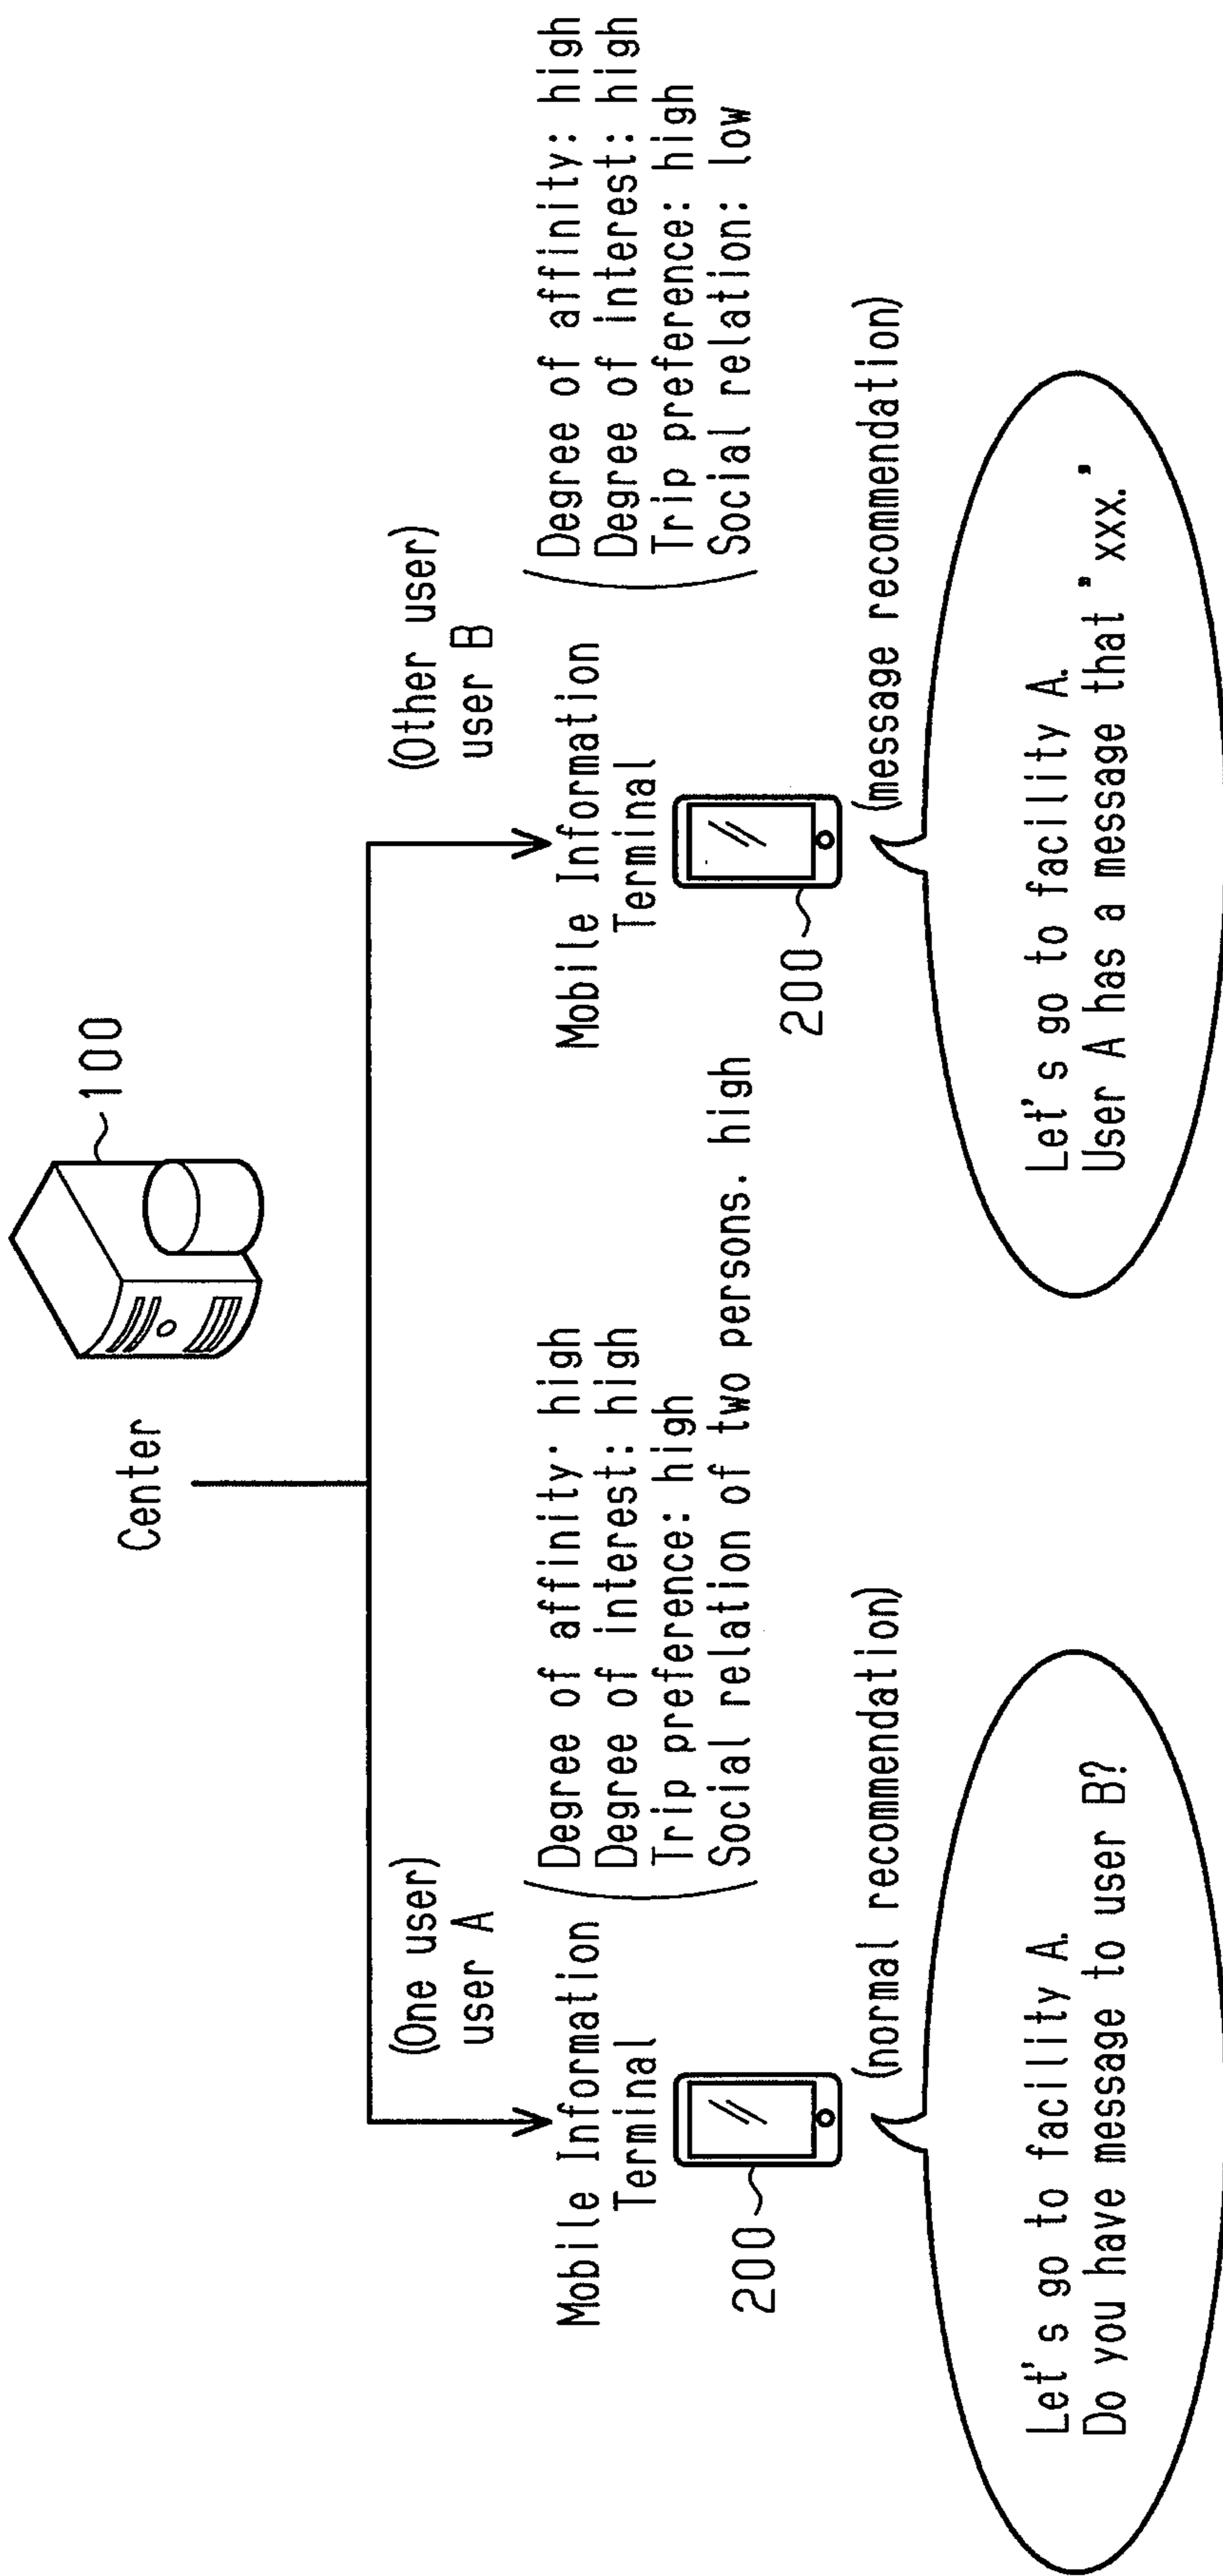 Center
100
(One user)
user A
Mobile Information
Terminal
Degree of affinity: high
Degree of interest: high
Trip preference: high
Social relation of two persons. high
200
(normal recommendation)
Let's go to facility A.
Do you have message to user B?
(Other user)
user B
Mobile Information
Terminal
Degree of affinity: high
Degree of interest: high
Trip preference: high
Social relation: low
200
(message recommendation)
Let's go to facility A.
User A has a message that "xxx."